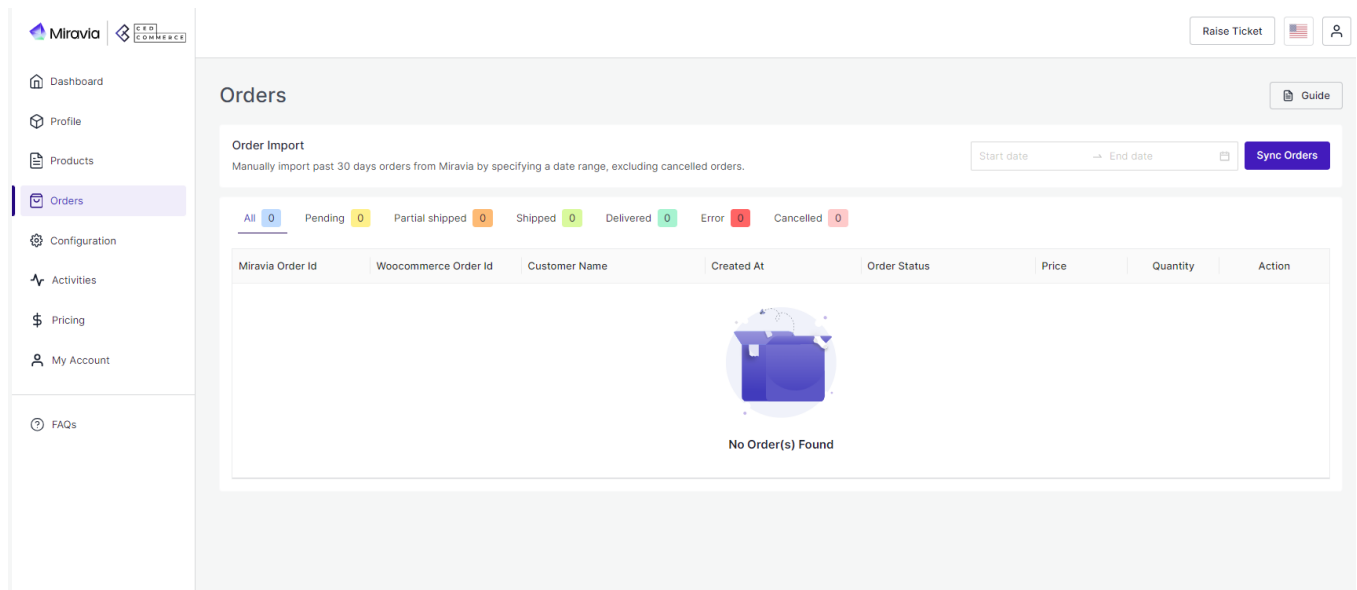 Miravia
CED
COMMERCE
Raise Ticket
Dashboard
Profile
Products
Orders
Configuration
Activities
Pricing
My Account
FAQs
Orders
Guide
Order Import
Manually import past 30 days orders from Miravia by specifying a date range, excluding cancelled orders.
Start date → End date
Sync Orders
All 0 Pending 0 Partial shipped 0 Shipped 0 Delivered 0 Error 0 Cancelled 0
Miravia Order Id Woocommerce Order Id Customer Name Created At Order Status Price Quantity Action
No Order(s) Found